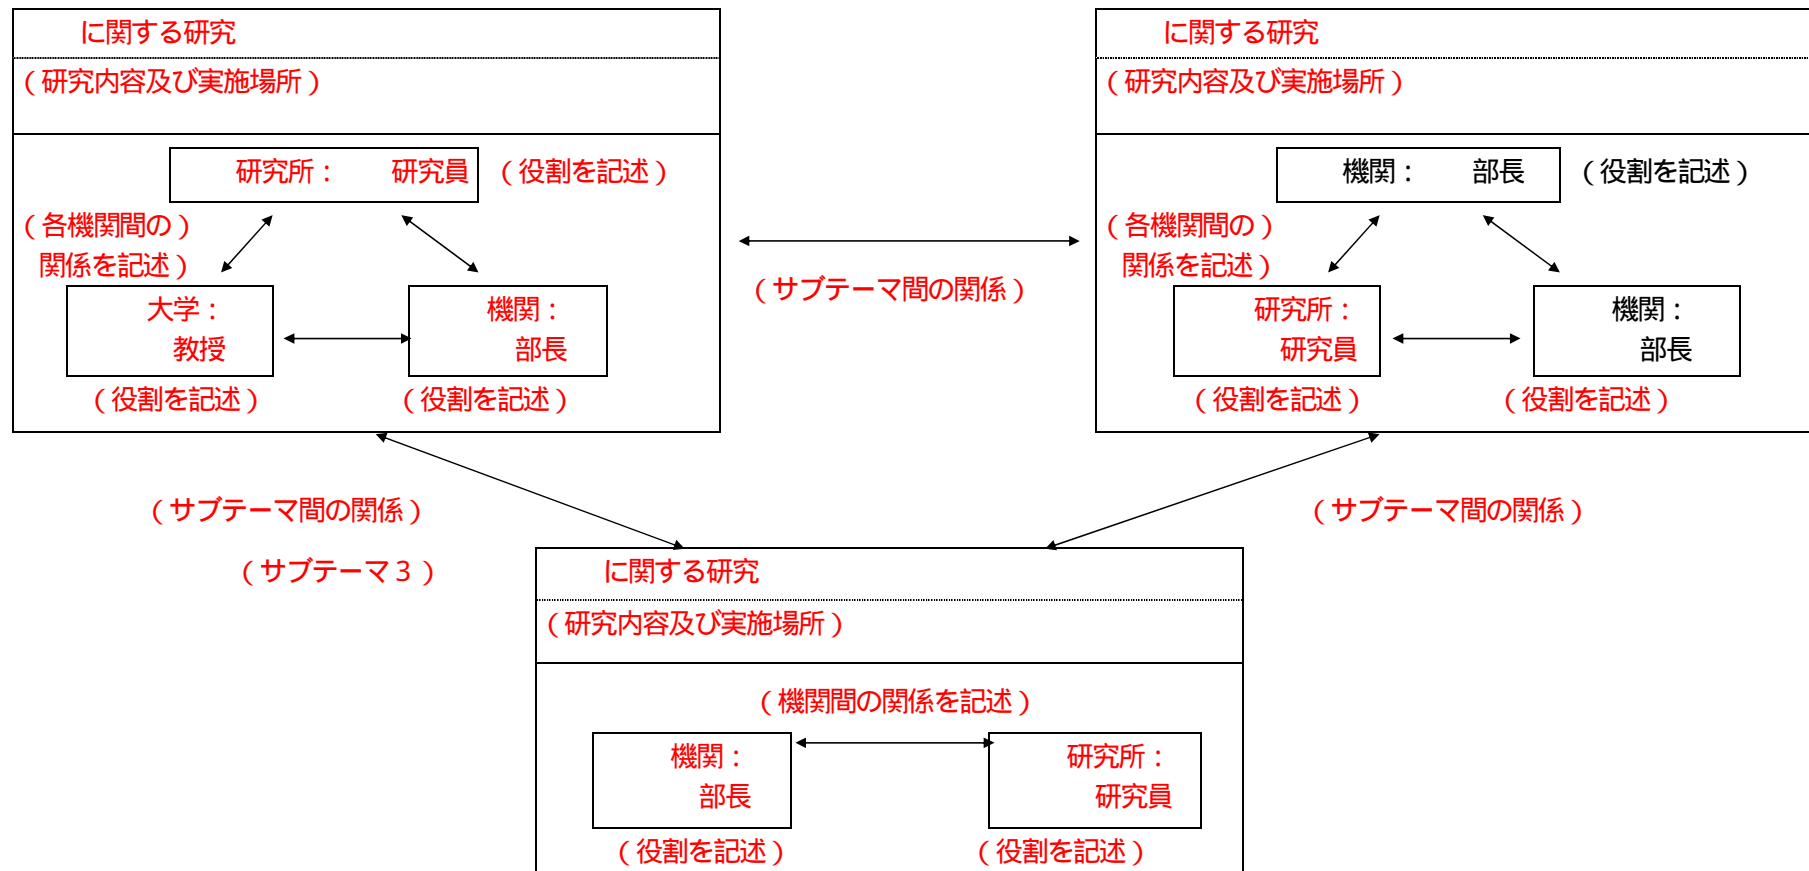 に関する研究
（研究内容及び実施場所）
研究所：　　研究員
（役割を記述）
（各機関間の）
関係を記述）
大学：
教授
機関：
部長
（役割を記述）
（役割を記述）
（サブテーマ間の関係）
に関する研究
（研究内容及び実施場所）
機関：　　部長
（役割を記述）
（各機関間の）
関係を記述）
研究所：
研究員
機関：
部長
（役割を記述）
（役割を記述）
（サブテーマ間の関係）
（サブテーマ間の関係）
（サブテーマ３）
に関する研究
（研究内容及び実施場所）
（機関間の関係を記述）
機関：
部長
研究所：
研究員
（役割を記述）
（役割を記述）